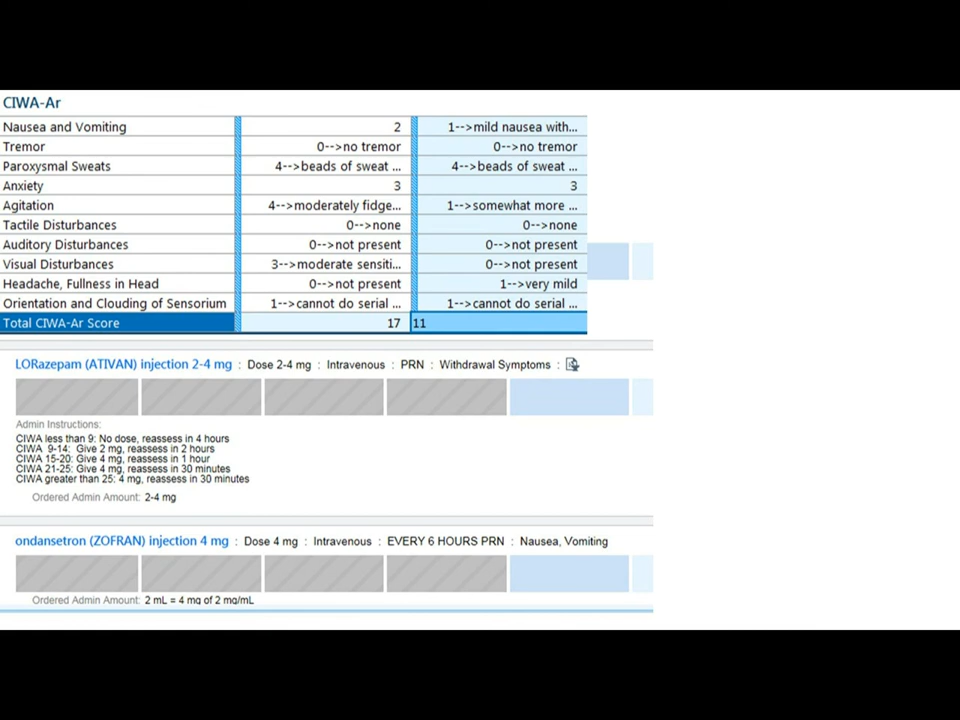 CIWA-Ar
Nausea and Vomiting 2 1-->mild nausea with...
Tremor 0-->no tremor 0-->no tremor
Paroxysmal Sweats 4-->beads of sweat ... 4-->beads of sweat ...
Anxiety 3 3
Agitation 4-->moderately fidge... 1-->somewhat more ...
Tactile Disturbances 0-->none 0-->none
Auditory Disturbances 0-->not present 0-->not present
Visual Disturbances 3-->moderate sensiti... 0-->not present
Headache, Fullness in Head 0-->not present 1-->very mild
Orientation and Clouding of Sensorium 1-->cannot do serial ... 1-->cannot do serial ...
Total CIWA-Ar Score 17 11
LORazepam (ATIVAN) injection 2-4 mg : Dose 2-4 mg : Intravenous : PRN : Withdrawal Symptoms :
Admin Instructions:
CIWA less than 9: No dose, reassess in 4 hours
CIWA 9-14: Give 2 mg, reassess in 2 hours
CIWA 15-20: Give 4 mg, reassess in 1 hour
CIWA 21-25: Give 4 mg, reassess in 30 minutes
CIWA greater than 25: 4 mg, reassess in 30 minutes
Ordered Admin Amount: 2-4 mg
ondansetron (ZOFRAN) injection 4 mg : Dose 4 mg : Intravenous : EVERY 6 HOURS PRN : Nausea, Vomiting
Ordered Admin Amount: 2 mL = 4 mg of 2 mg/mL